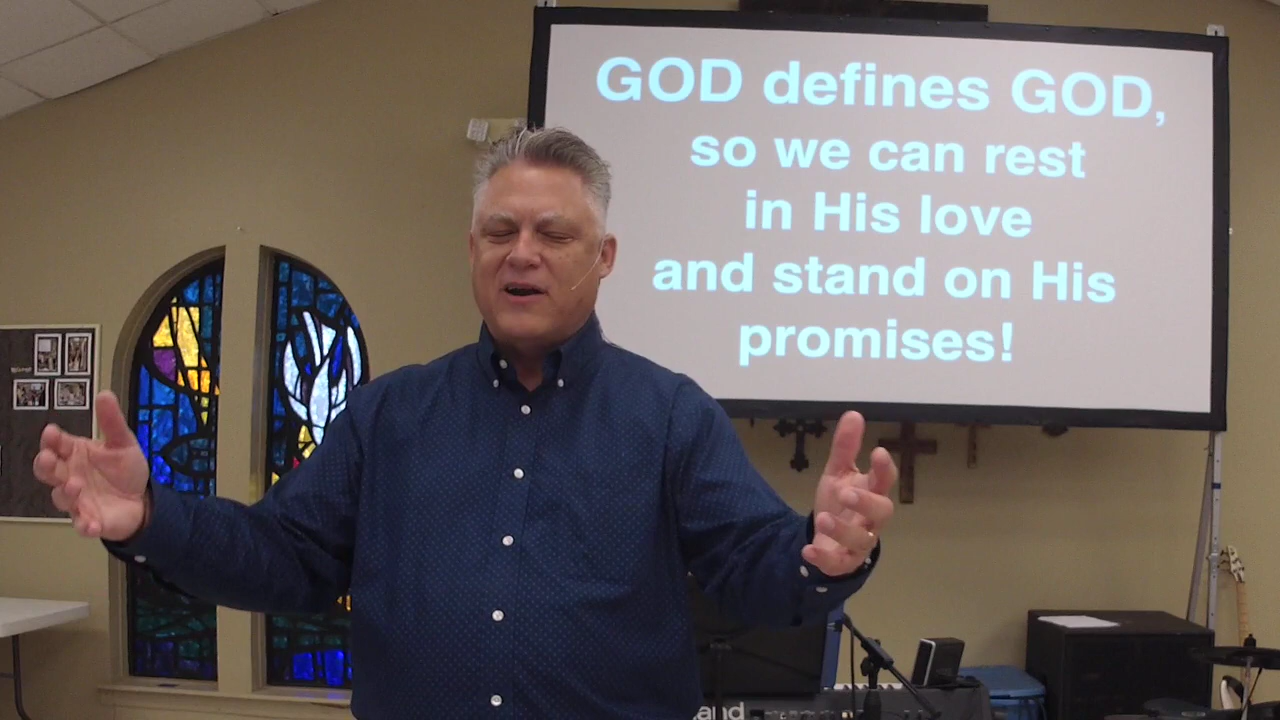 GOD defines GOD,
so we can rest
in His love
and stand on His
promises!